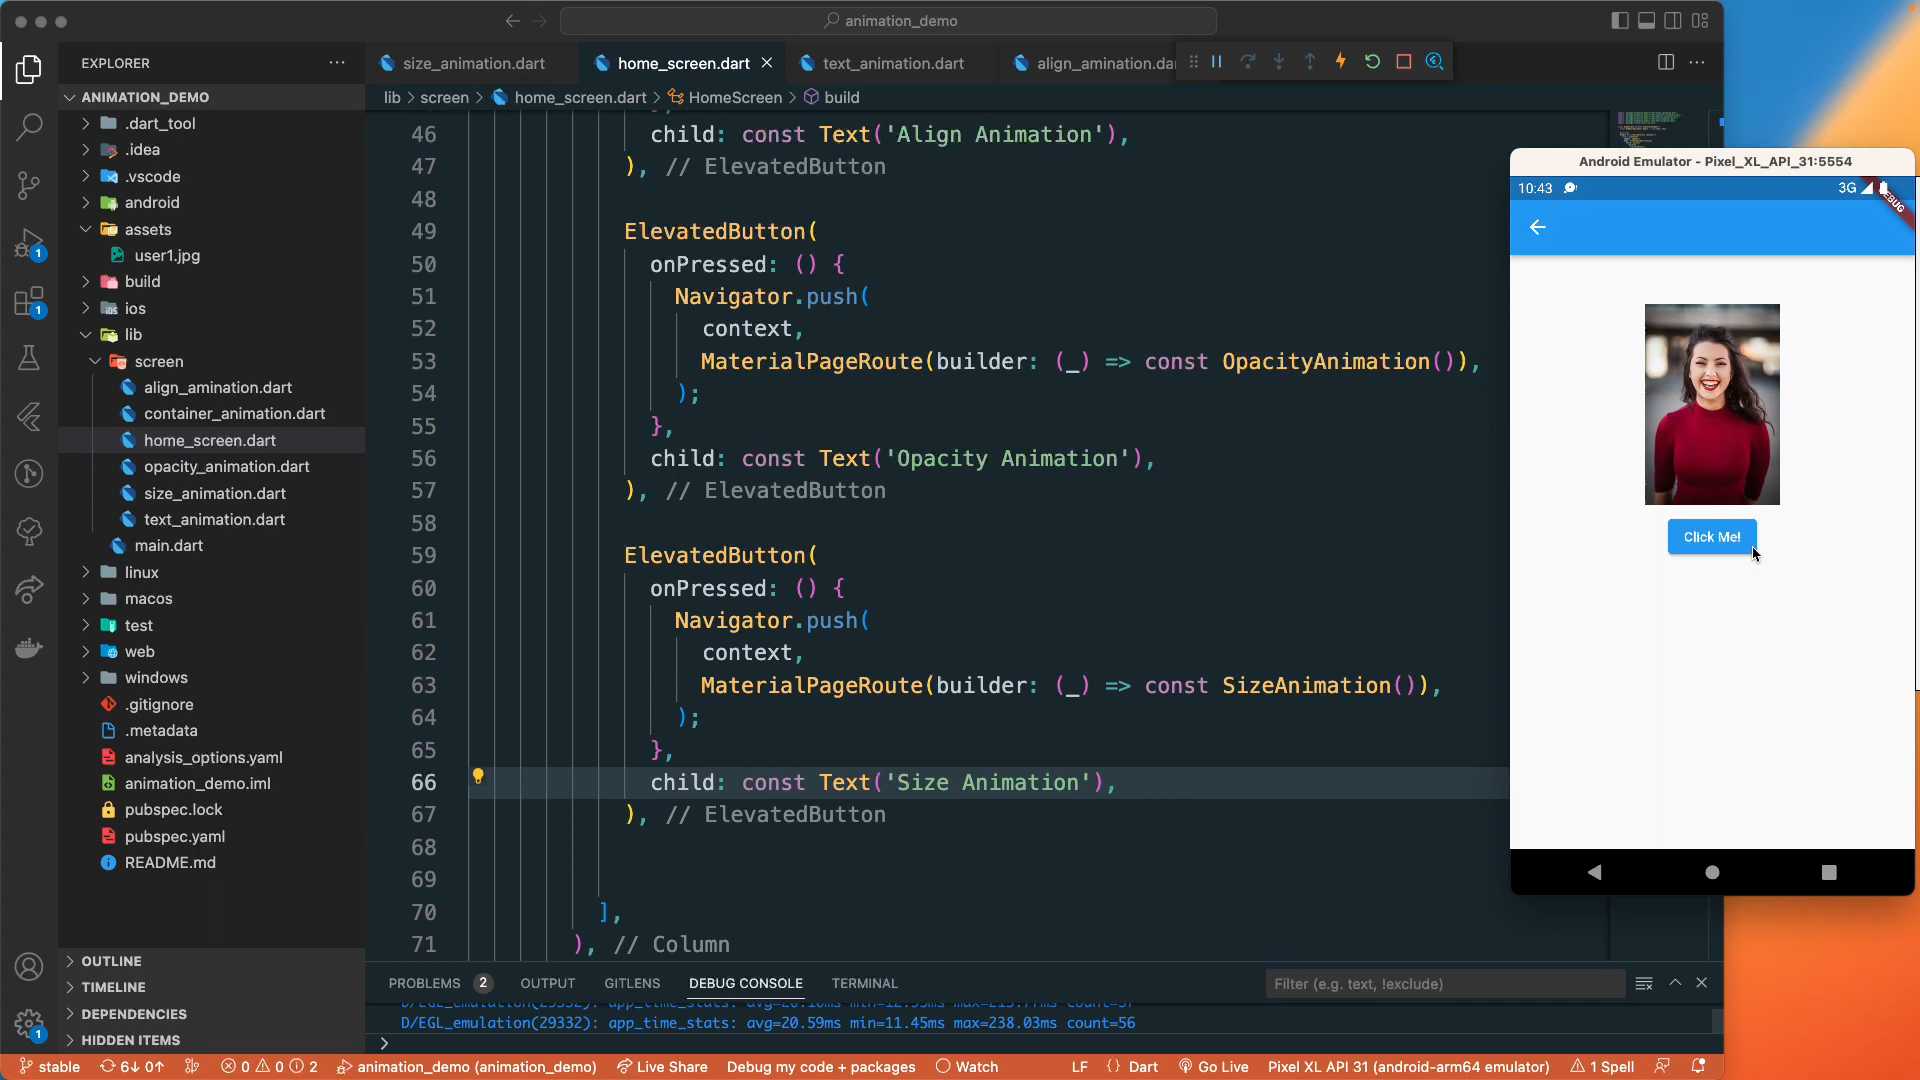 animation_demo
EXPLORER
size_animation.dart
home_screen.dart
text_animation.dart
align_amination.da
ANIMATION_DEMO
lib > screen > home_screen.dart > HomeScreen > build
.dart_tool
.idea
.vscode
android
assets
user1.jpg
build
ios
lib
screen
align_amination.dart
container_animation.dart
home_screen.dart
opacity_animation.dart
size_animation.dart
text_animation.dart
main.dart
linux
macos
test
web
windows
.gitignore
.metadata
analysis_options.yaml
animation_demo.iml
pubspec.lock
pubspec.yaml
README.md
OUTLINE
TIMELINE
DEPENDENCIES
HIDDEN ITEMS
1
1
1
46 child: const Text('Align Animation'),
47 ), // ElevatedButton
48
49 ElevatedButton(
50 onPressed: () {
51 Navigator.push(
52 context,
53 MaterialPageRoute(builder: (_) => const OpacityAnimation()),
54 );
55 },
56 child: const Text('Opacity Animation'),
57 ), // ElevatedButton
58
59 ElevatedButton(
60 onPressed: () {
61 Navigator.push(
62 context,
63 MaterialPageRoute(builder: (_) => const SizeAnimation()),
64 );
65 },
66 child: const Text('Size Animation'),
67 ), // ElevatedButton
68
69
70 ],
71 ), // Column
Android Emulator - Pixel_XL_API_31:5554
10:43
3G
Click Me!
PROBLEMS 2 OUTPUT GITLENS DEBUG CONSOLE TERMINAL
Filter (e.g. text, !exclude)
D/EGL_emulation(29332): app_time_stats: avg=20.59ms min=11.45ms max=238.03ms count=56
stable 6↓ 0↑ 0 0 2 animation_demo (animation_demo) Live Share Debug my code + packages Watch LF {} Dart Go Live Pixel XL API 31 (android-arm64 emulator) 1 Spell